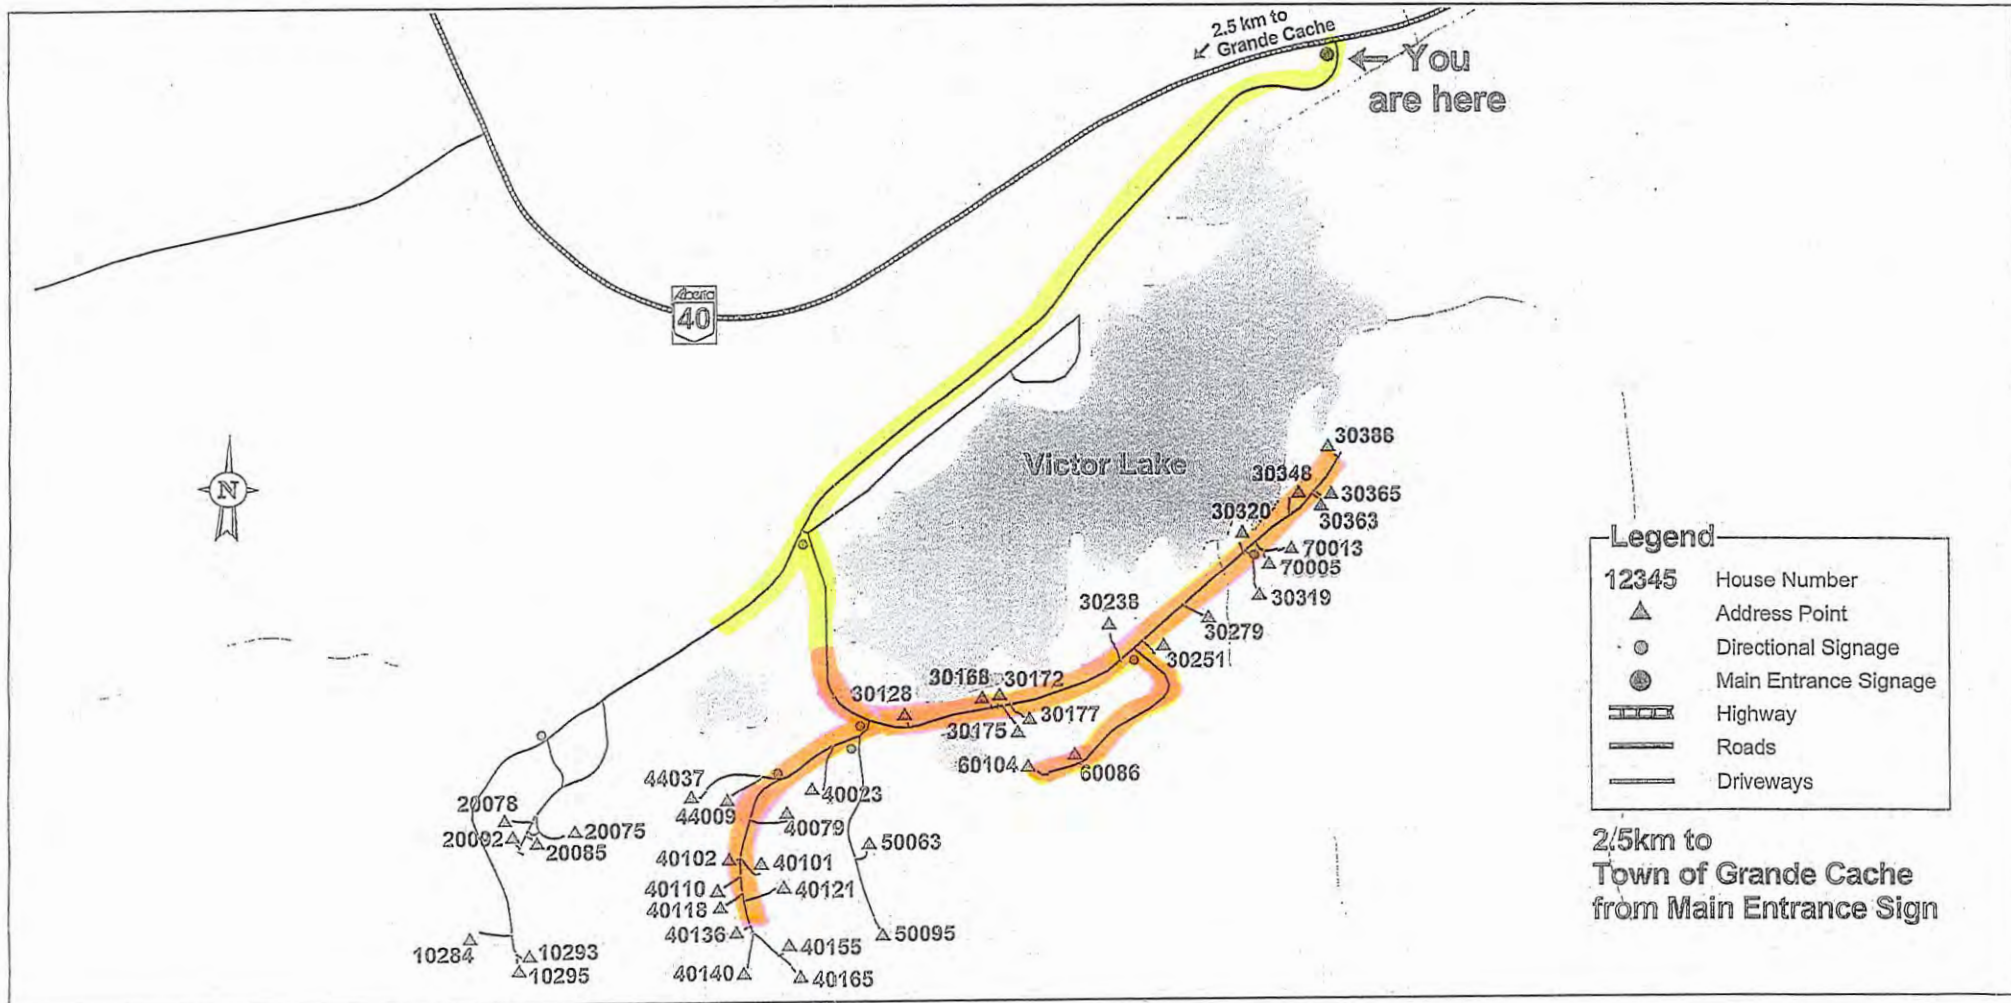 2.5 km to
Grande Cache
You
are here
Alberta
40
N
Victor Lake
30388
30348
30365
30320
30363
70013
70005
30319
30238
30279
30251
30168
30172
30128
30177
30175
60104
60086
44037
44009
40023
40079
20078
20092
20075
20085
50063
40102
40101
40110
40121
40118
40136
40155
50095
10284
10293
10295
40140
40165
Legend
12345 House Number
Address Point
Directional Signage
Main Entrance Signage
Highway
Roads
Driveways
2.5km to
Town of Grande Cache
from Main Entrance Sign